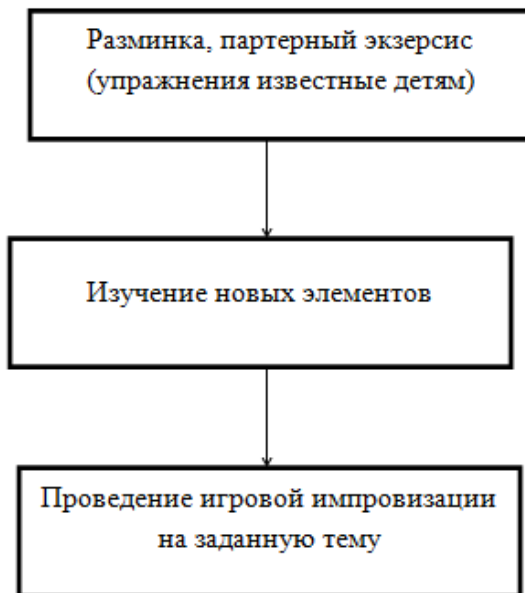 Разминка, партерный экзерсис
(упражнения известные детям)
Изучение новых элементов
Проведение игровой импровизации
на заданную тему